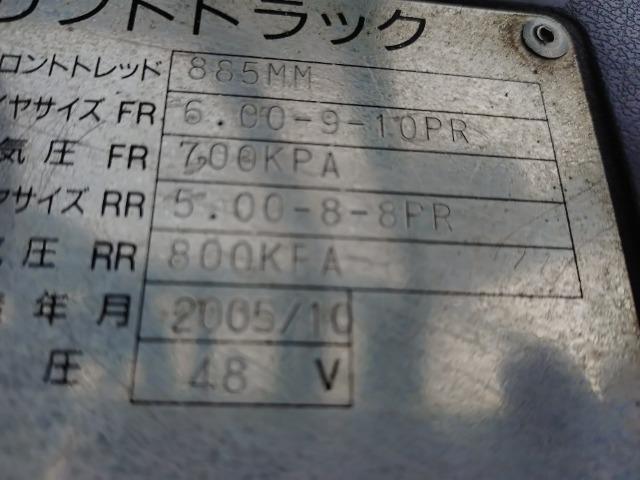 フトトラック
ロントトレッド 885MM
イヤサイズ FR 6.00-9-10PR
気圧 FR 700KPA
ヤサイズ RR 5.00-8-8PR
気圧 RR 800KPA
年月 2005/10
圧 48 V